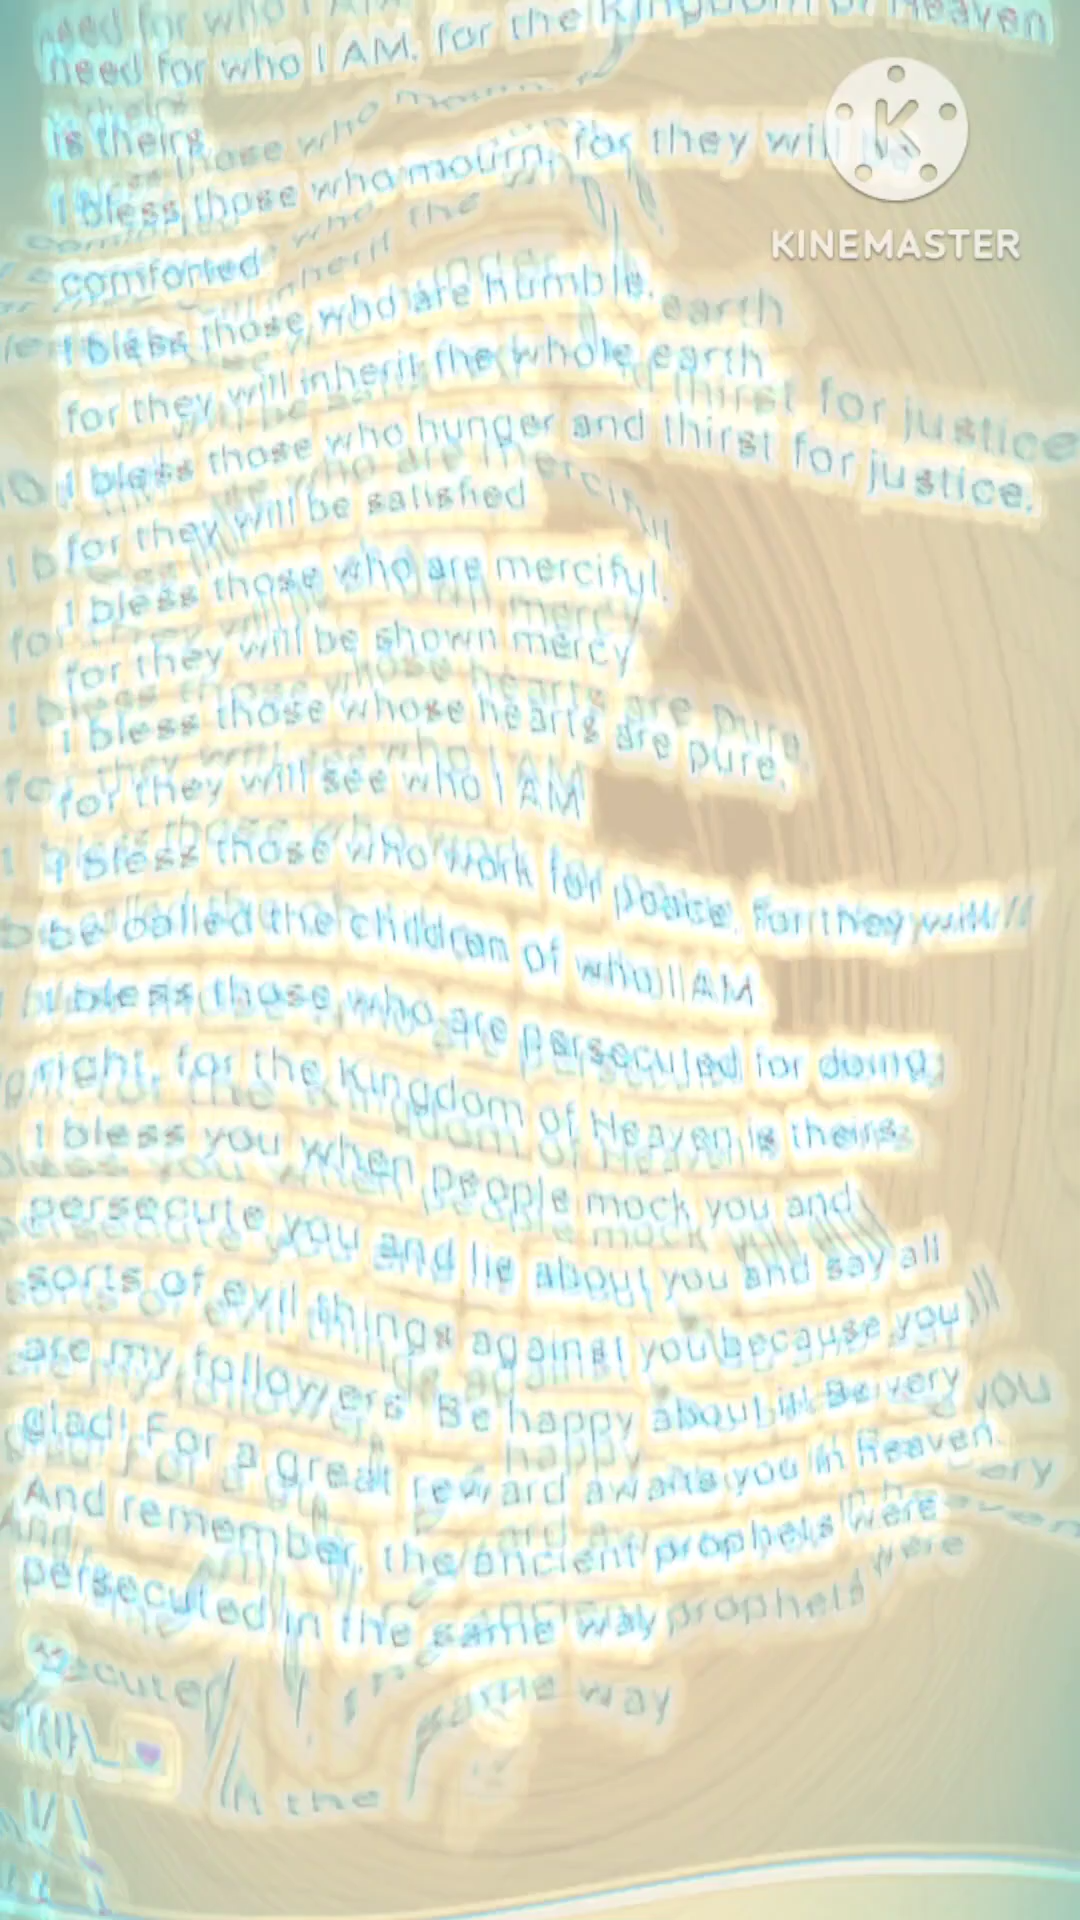 need for who I AM, for the Kingdom of Heaven
is theirs
I bless those who mourn, for they will be
comforted
I bless those who are humble.
for they will inherit the whole earth
I bless those who hunger and thirst for justice.
for they will be satisfied
I bless those who are merciful.
for they will be shown mercy
I bless those whose hearts are pure,
for they will see who I AM
I bless those who work for peace, for they will
be called the children of who I AM
I bless those who are persecuted for doing
right, for the Kingdom of Heaven is theirs
I bless you when people mock you and
persecute you and lie about you and say all
sorts of evil things against you because you
are my followers. Be happy about it! Be very
glad! For a great reward awaits you in heaven.
And remember, the ancient prophets were
persecuted in the same way
KINEMASTER